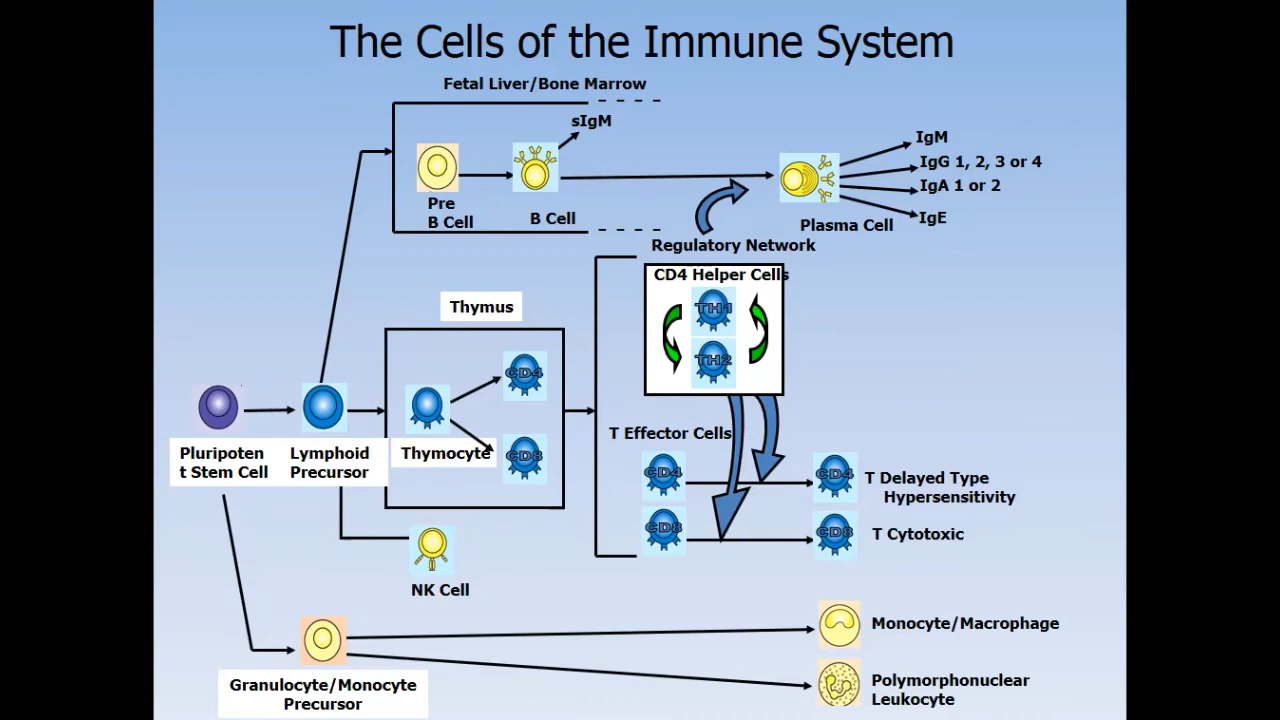 The Cells of the Immune System
Fetal Liver/Bone Marrow
sIgM
Pre
B Cell
B Cell
Plasma Cell
IgM
IgG 1, 2, 3 or 4
IgA 1 or 2
IgE
Regulatory Network
CD4 Helper Cells
TH1
TH2
Thymus
CD4
CD8
Thymocyte
Pluripoten
t Stem Cell
Lymphoid
Precursor
NK Cell
T Effector Cells
CD4
CD8
CD4
T Delayed Type
Hypersensitivity
CD8
T Cytotoxic
Granulocyte/Monocyte
Precursor
Monocyte/Macrophage
Polymorphonuclear
Leukocyte